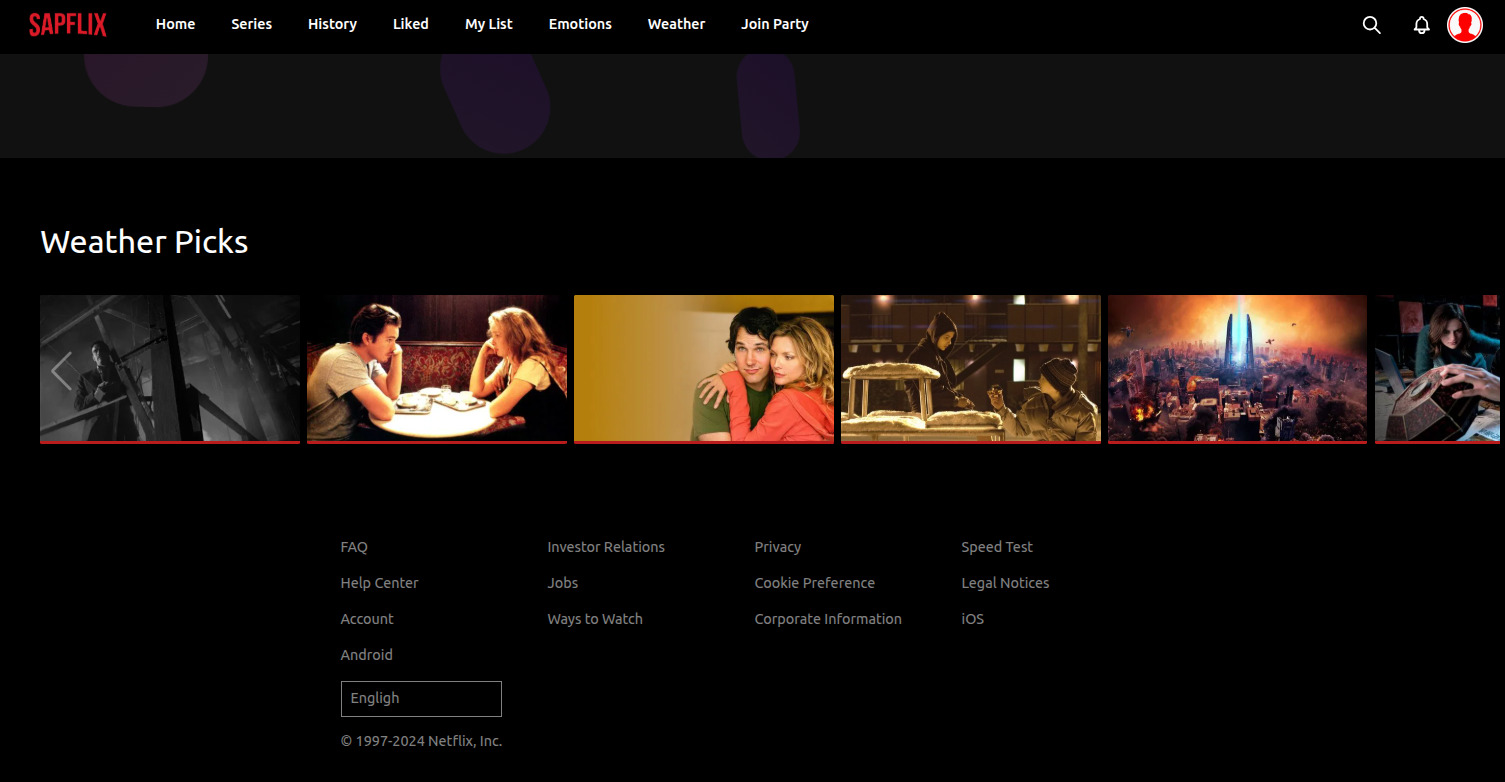 SAPFLIX Home Series History Liked My List Emotions Weather Join Party
Weather Picks
FAQ Investor Relations Privacy Speed Test
Help Center Jobs Cookie Preference Legal Notices
Account Ways to Watch Corporate Information iOS
Android
Engligh
© 1997-2024 Netflix, Inc.